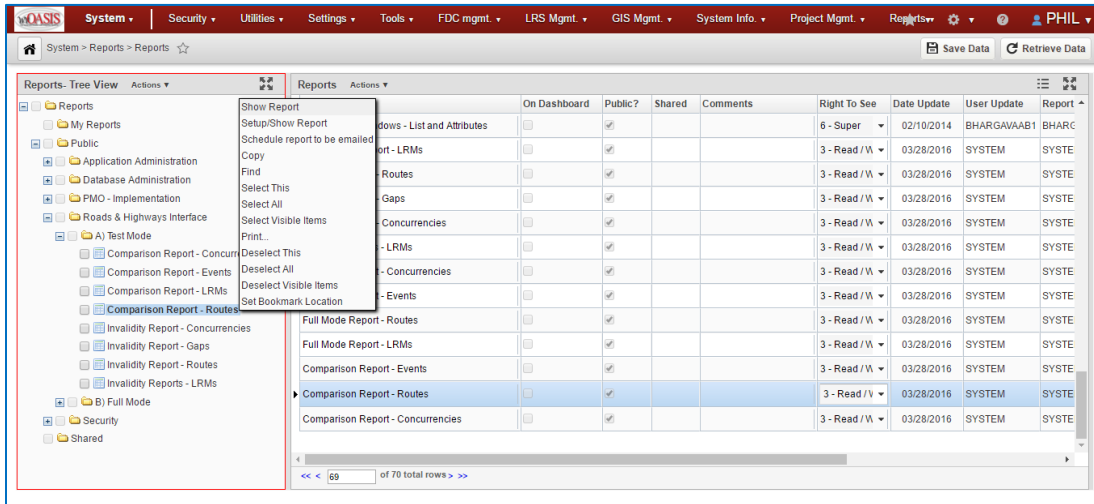 wvOASIS System Security Utilities Settings Tools FDC mgmt. LRS Mgmt. GIS Mgmt. System Info. Project Mgmt. Reports PHIL
System > Reports > Reports Save Data Retrieve Data
Reports- Tree View Actions
Reports
My Reports
Public
Application Administration
Database Administration
PMO - Implementation
Roads & Highways Interface
A) Test Mode
Comparison Report - Concurre
Comparison Report - Events
Comparison Report - LRMs
Comparison Report - Routes
Invalidity Report - Concurrencies
Invalidity Report - Gaps
Invalidity Report - Routes
Invalidity Reports - LRMs
B) Full Mode
Security
Shared
Show Report
Setup/Show Report
Schedule report to be emailed
Copy
Find
Select This
Select All
Select Visible Items
Print...
Deselect This
Deselect All
Deselect Visible Items
Set Bookmark Location
Reports Actions
On Dashboard Public? Shared Comments Right To See Date Update User Update Report
dows - List and Attributes 6 - Super 02/10/2014 BHARGAVAAB1 BHARG
ort - LRMs 3 - Read / W 03/28/2016 SYSTEM SYSTE
- Routes 3 - Read / W 03/28/2016 SYSTEM SYSTE
- Gaps 3 - Read / W 03/28/2016 SYSTEM SYSTE
- Concurrencies 3 - Read / W 03/28/2016 SYSTEM SYSTE
- LRMs 3 - Read / W 03/28/2016 SYSTEM SYSTE
t - Concurrencies 3 - Read / W 03/28/2016 SYSTEM SYSTE
t - Events 3 - Read / W 03/28/2016 SYSTEM SYSTE
Full Mode Report - Routes 3 - Read / W 03/28/2016 SYSTEM SYSTE
Full Mode Report - LRMs 3 - Read / W 03/28/2016 SYSTEM SYSTE
Comparison Report - Events 3 - Read / W 03/28/2016 SYSTEM SYSTE
Comparison Report - Routes 3 - Read / W 03/28/2016 SYSTEM SYSTE
Comparison Report - Concurrencies 3 - Read / W 03/28/2016 SYSTEM SYSTE
<< < 69 of 70 total rows > >>